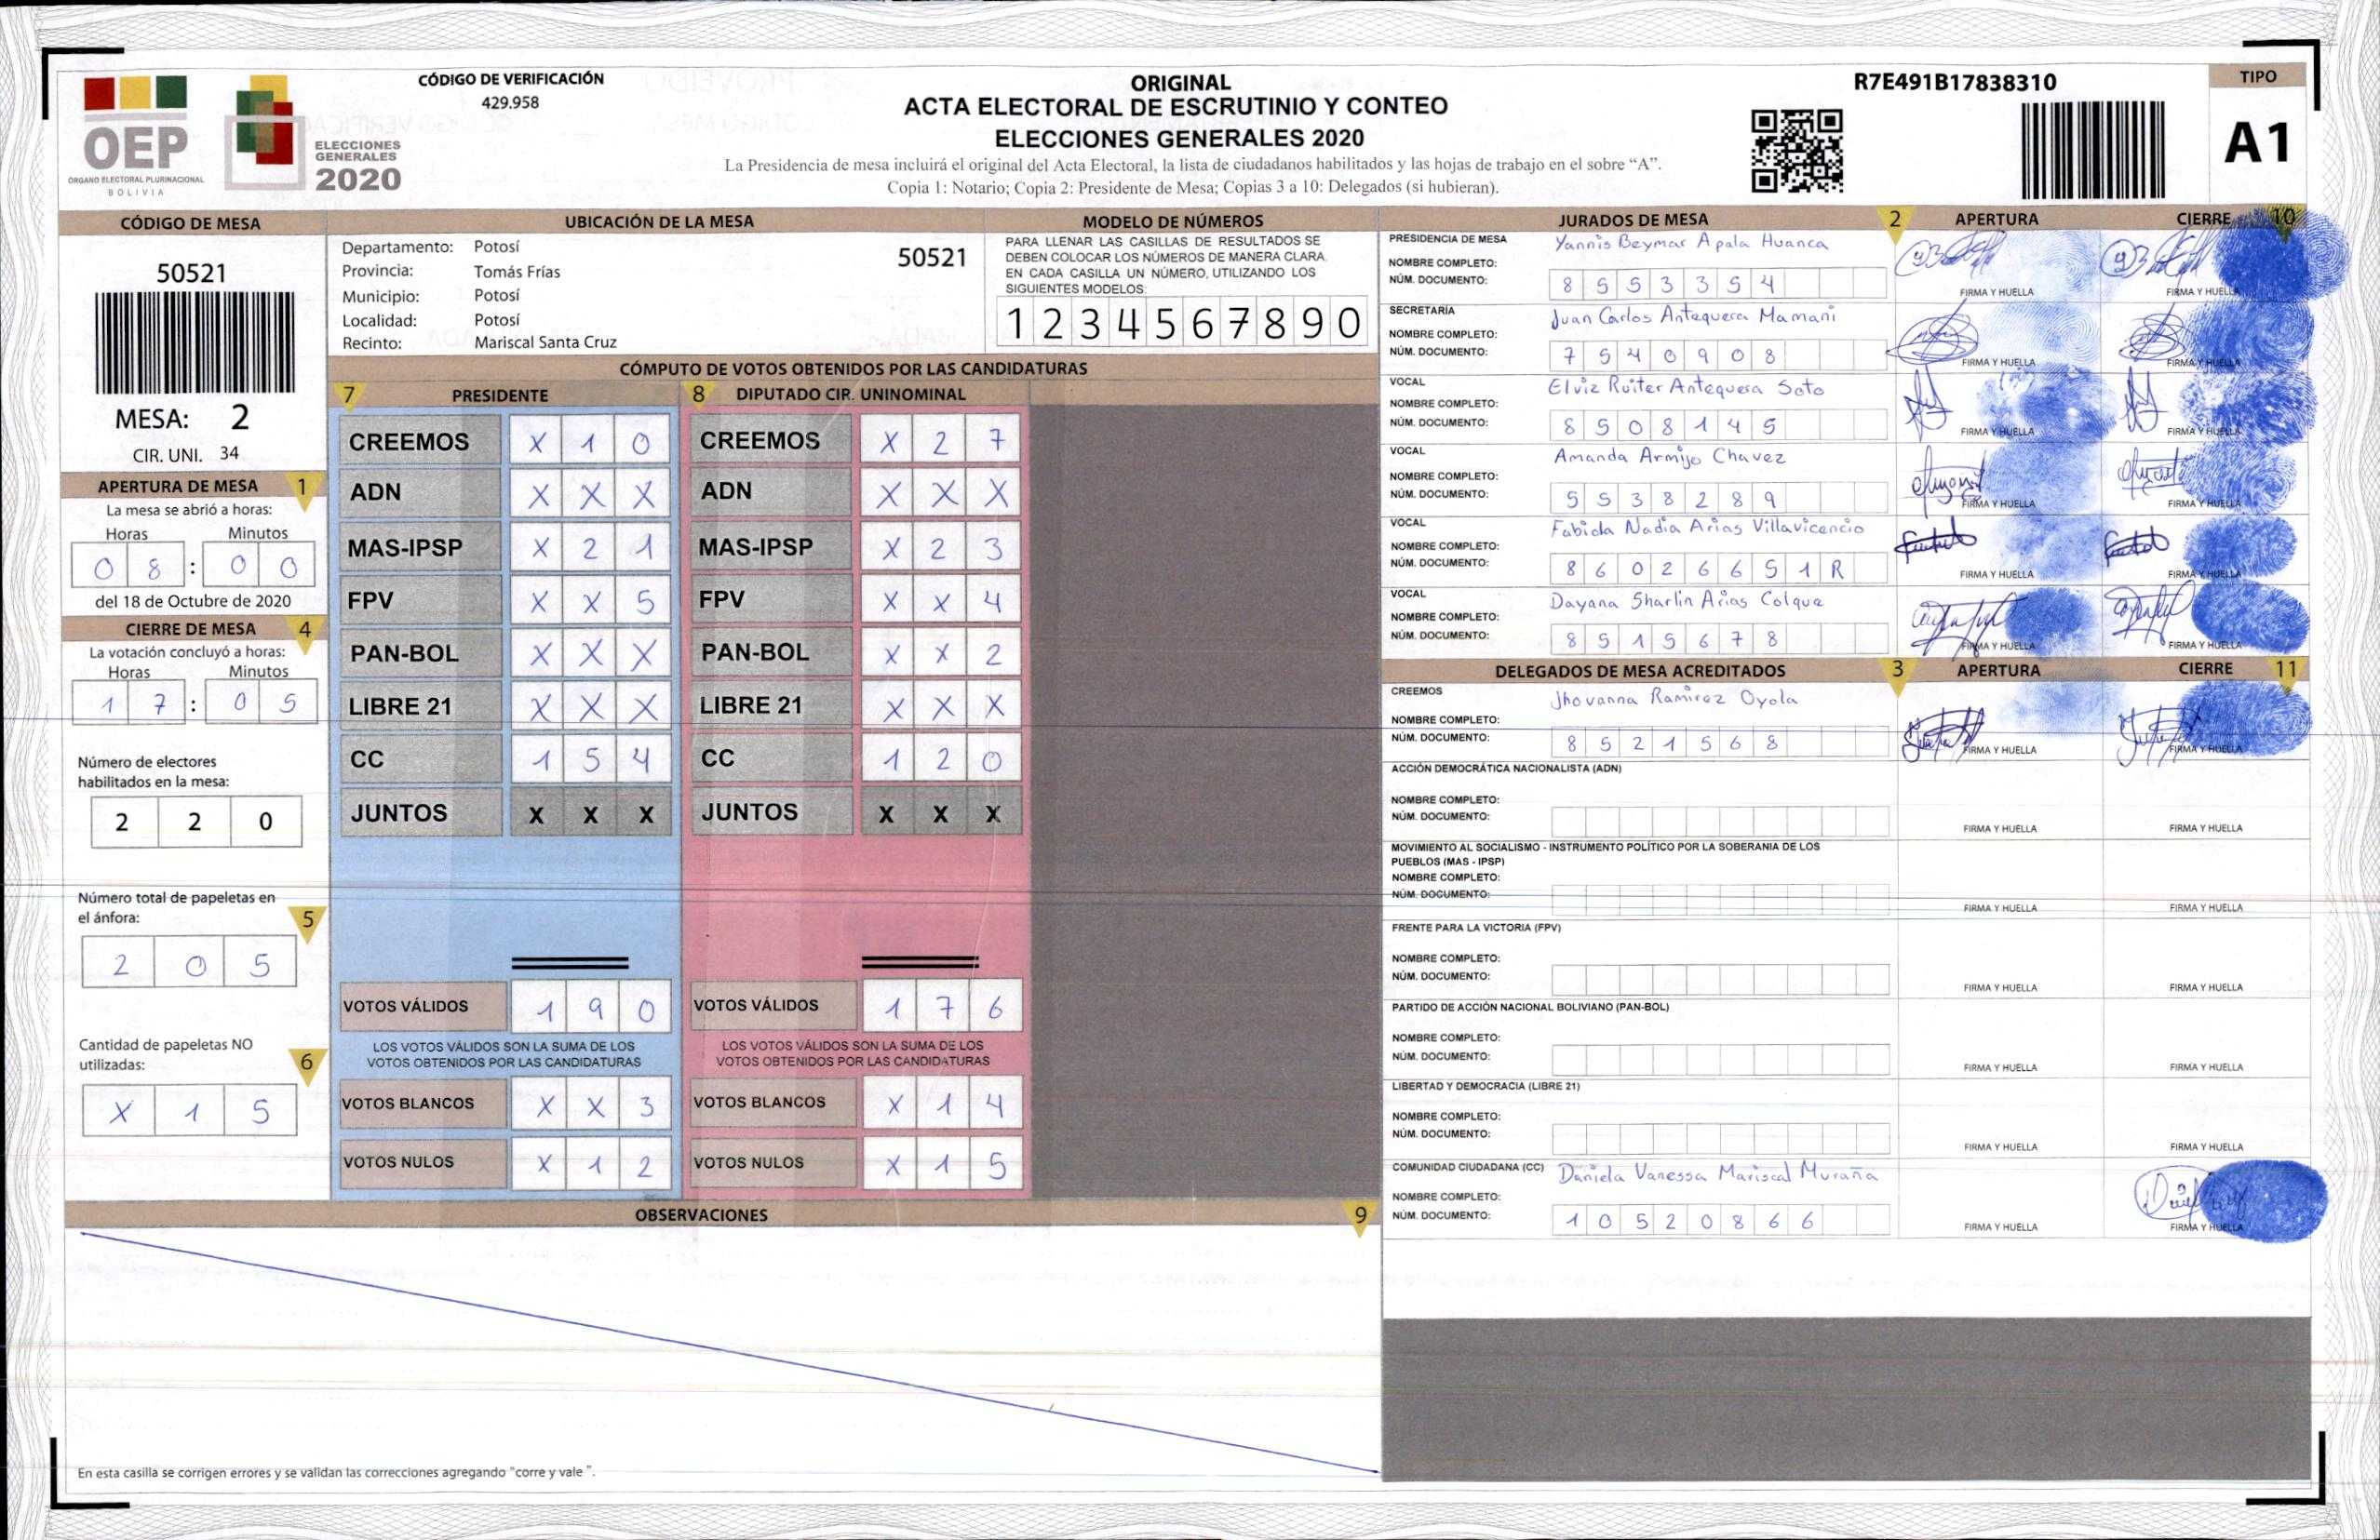 OEP
ÓRGANO ELECTORAL PLURINACIONAL
BOLIVIA
ELECCIONES
GENERALES
2020
CÓDIGO DE VERIFICACIÓN
429.958
ORIGINAL
ACTA ELECTORAL DE ESCRUTINIO Y CONTEO
ELECCIONES GENERALES 2020
La Presidencia de mesa incluirá el original del Acta Electoral, la lista de ciudadanos habilitados y las hojas de trabajo en el sobre “A”.
Copia 1: Notario; Copia 2: Presidente de Mesa; Copias 3 a 10: Delegados (si hubieran).
R7E491B17838310
TIPO
A1
CÓDIGO DE MESA
50521
MESA: 2
CIR. UNI. 34
APERTURA DE MESA 1
La mesa se abrió a horas:
Horas Minutos
0 8 : 0 0
del 18 de Octubre de 2020
CIERRE DE MESA 4
La votación concluyó a horas:
Horas Minutos
1 7 : 0 5
Número de electores
habilitados en la mesa:
2 2 0
Número total de papeletas en
el ánfora:
5
2 0 5
Cantidad de papeletas NO
utilizadas:
6
X 1 5
UBICACIÓN DE LA MESA
Departamento: Potosí
50521
Provincia: Tomás Frías
Municipio: Potosí
Localidad: Potosí
Recinto: Mariscal Santa Cruz
MODELO DE NÚMEROS
PARA LLENAR LAS CASILLAS DE RESULTADOS SE
DEBEN COLOCAR LOS NÚMEROS DE MANERA CLARA.
EN CADA CASILLA UN NÚMERO, UTILIZANDO LOS
SIGUIENTES MODELOS:
1 2 3 4 5 6 7 8 9 0
CÓMPUTO DE VOTOS OBTENIDOS POR LAS CANDIDATURAS
7 PRESIDENTE
CREEMOS X 1 0
ADN X X X
MAS-IPSP X 2 1
FPV X X 5
PAN-BOL X X X
LIBRE 21 X X X
CC 1 5 4
JUNTOS X X X
VOTOS VÁLIDOS 1 9 0
LOS VOTOS VÁLIDOS SON LA SUMA DE LOS
VOTOS OBTENIDOS POR LAS CANDIDATURAS
VOTOS BLANCOS X X 3
VOTOS NULOS X 1 2
8 DIPUTADO CIR. UNINOMINAL
CREEMOS X 2 7
ADN X X X
MAS-IPSP X 2 3
FPV X X 4
PAN-BOL X X 2
LIBRE 21 X X X
CC 1 2 0
JUNTOS X X X
VOTOS VÁLIDOS 1 7 6
LOS VOTOS VÁLIDOS SON LA SUMA DE LOS
VOTOS OBTENIDOS POR LAS CANDIDATURAS
VOTOS BLANCOS X 1 4
VOTOS NULOS X 1 5
OBSERVACIONES 9
En esta casilla se corrigen errores y se validan las correcciones agregando “corre y vale ”.
JURADOS DE MESA 2 APERTURA CIERRE 10
PRESIDENCIA DE MESA Yannis Beymar Apala Huanca
NOMBRE COMPLETO:
NÚM. DOCUMENTO: 8 5 5 3 3 5 4
FIRMA Y HUELLA FIRMA Y HUELLA
SECRETARÍA Juan Carlos Antequera Mamani
NOMBRE COMPLETO:
NÚM. DOCUMENTO: 7 5 4 0 9 0 8
FIRMA Y HUELLA FIRMA Y HUELLA
VOCAL Elviz Ruiter Antequera Soto
NOMBRE COMPLETO:
NÚM. DOCUMENTO: 8 5 0 8 1 4 5
FIRMA Y HUELLA FIRMA Y HUELLA
VOCAL Amanda Armijo Chavez
NOMBRE COMPLETO:
NÚM. DOCUMENTO: 5 5 3 8 2 8 9
FIRMA Y HUELLA FIRMA Y HUELLA
VOCAL Fabiola Nadia Arias Villavicencio
NOMBRE COMPLETO:
NÚM. DOCUMENTO: 8 6 0 2 6 6 5 1 R
FIRMA Y HUELLA FIRMA Y HUELLA
VOCAL Dayana Sharlin Arias Colque
NOMBRE COMPLETO:
NÚM. DOCUMENTO: 8 5 1 5 6 7 8
FIRMA Y HUELLA FIRMA Y HUELLA
DELEGADOS DE MESA ACREDITADOS 3 APERTURA CIERRE 11
CREEMOS Jhovanna Ramirez Oyola
NOMBRE COMPLETO:
NÚM. DOCUMENTO: 8 5 2 1 5 6 8
FIRMA Y HUELLA FIRMA Y HUELLA
ACCIÓN DEMOCRÁTICA NACIONALISTA (ADN)
NOMBRE COMPLETO:
NÚM. DOCUMENTO:
FIRMA Y HUELLA FIRMA Y HUELLA
MOVIMIENTO AL SOCIALISMO - INSTRUMENTO POLÍTICO POR LA SOBERANIA DE LOS
PUEBLOS (MAS - IPSP)
NOMBRE COMPLETO:
NÚM. DOCUMENTO:
FIRMA Y HUELLA FIRMA Y HUELLA
FRENTE PARA LA VICTORIA (FPV)
NOMBRE COMPLETO:
NÚM. DOCUMENTO:
FIRMA Y HUELLA FIRMA Y HUELLA
PARTIDO DE ACCIÓN NACIONAL BOLIVIANO (PAN-BOL)
NOMBRE COMPLETO:
NÚM. DOCUMENTO:
FIRMA Y HUELLA FIRMA Y HUELLA
LIBERTAD Y DEMOCRACIA (LIBRE 21)
NOMBRE COMPLETO:
NÚM. DOCUMENTO:
FIRMA Y HUELLA FIRMA Y HUELLA
COMUNIDAD CIUDADANA (CC) Daniela Vanessa Mariscal Muraña
NOMBRE COMPLETO:
NÚM. DOCUMENTO: 1 0 5 2 0 8 6 6
FIRMA Y HUELLA FIRMA Y HUELLA